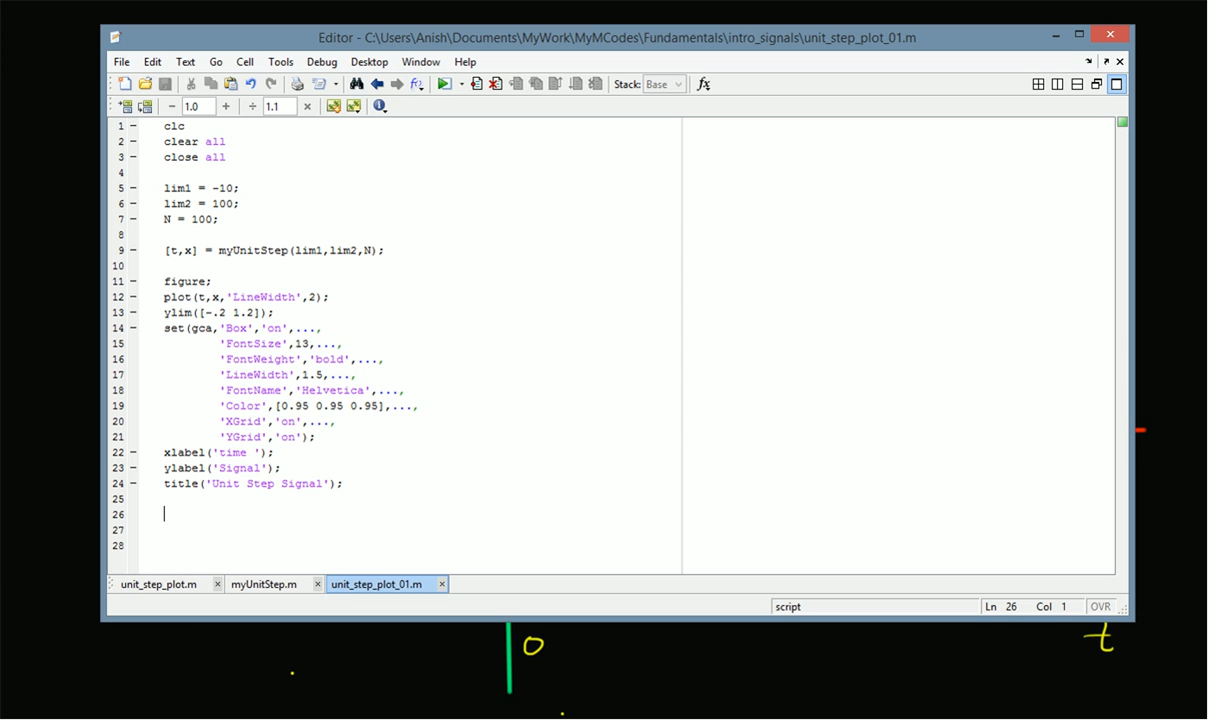 Editor - C:\Users\Anish\Documents\MyWork\MyMCodes\Fundamentals\intro_signals\unit_step_plot_01.m
File Edit Text Go Cell Tools Debug Desktop Window Help
Stack: Base fx
− 1.0 + ÷ 1.1 ×
1 − clc
2 − clear all
3 − close all
4
5 − lim1 = -10;
6 − lim2 = 100;
7 − N = 100;
8
9 − [t,x] = myUnitStep(lim1,lim2,N);
10
11 − figure;
12 − plot(t,x,'LineWidth',2);
13 − ylim([-.2 1.2]);
14 − set(gca,'Box','on',...,
15 'FontSize',13,...,
16 'FontWeight','bold',...,
17 'LineWidth',1.5,...,
18 'FontName','Helvetica',...,
19 'Color',[0.95 0.95 0.95],...,
20 'XGrid','on',...,
21 'YGrid','on');
22 − xlabel('time ');
23 − ylabel('Signal');
24 − title('Unit Step Signal');
25
26
27
28
unit_step_plot.m × myUnitStep.m × unit_step_plot_01.m ×
script Ln 26 Col 1 OVR
0 t